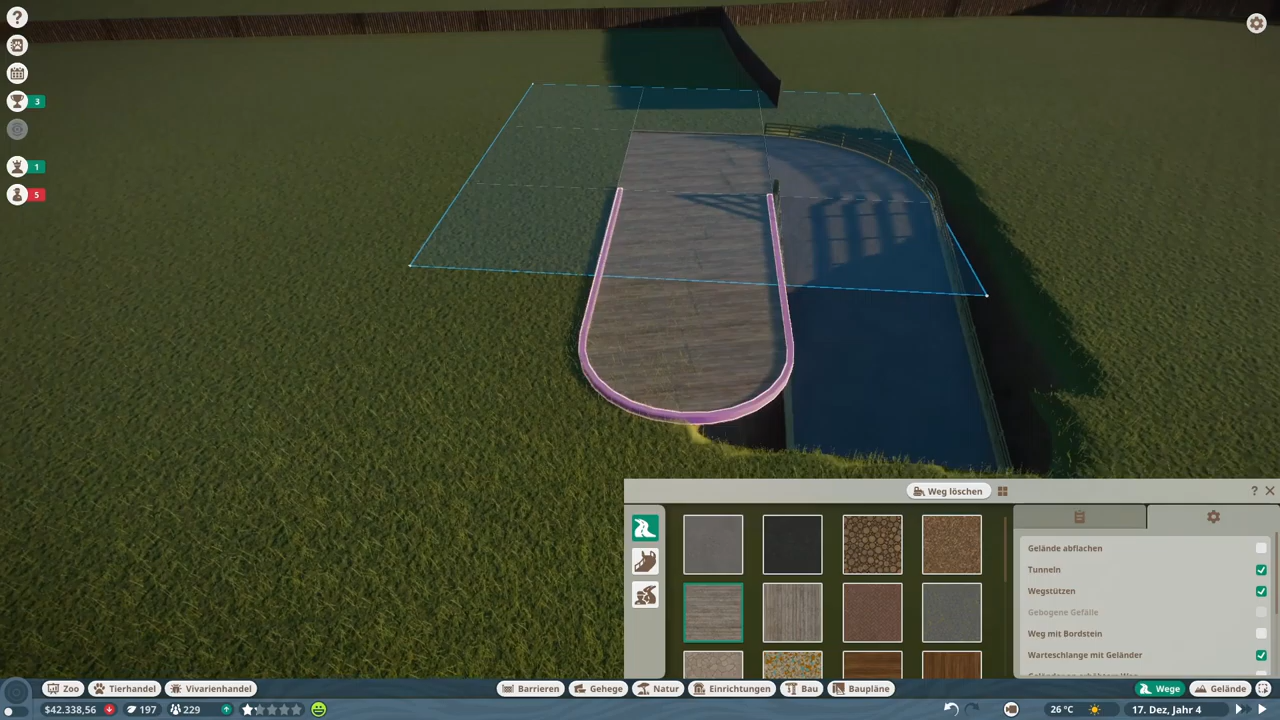 ?
3
1
5
Weg löschen
? ×
Gelände abflachen
Tunneln
Wegstützen
Gebogene Gefälle
Weg mit Bordstein
Warteschlange mit Geländer
Zoo
Tierhandel
Vivarienhandel
Barrieren
Gehege
Natur
Einrichtungen
Bau
Baupläne
Wege
Gelände
$42.338,56
197
229
26 °C
17. Dez, Jahr 4